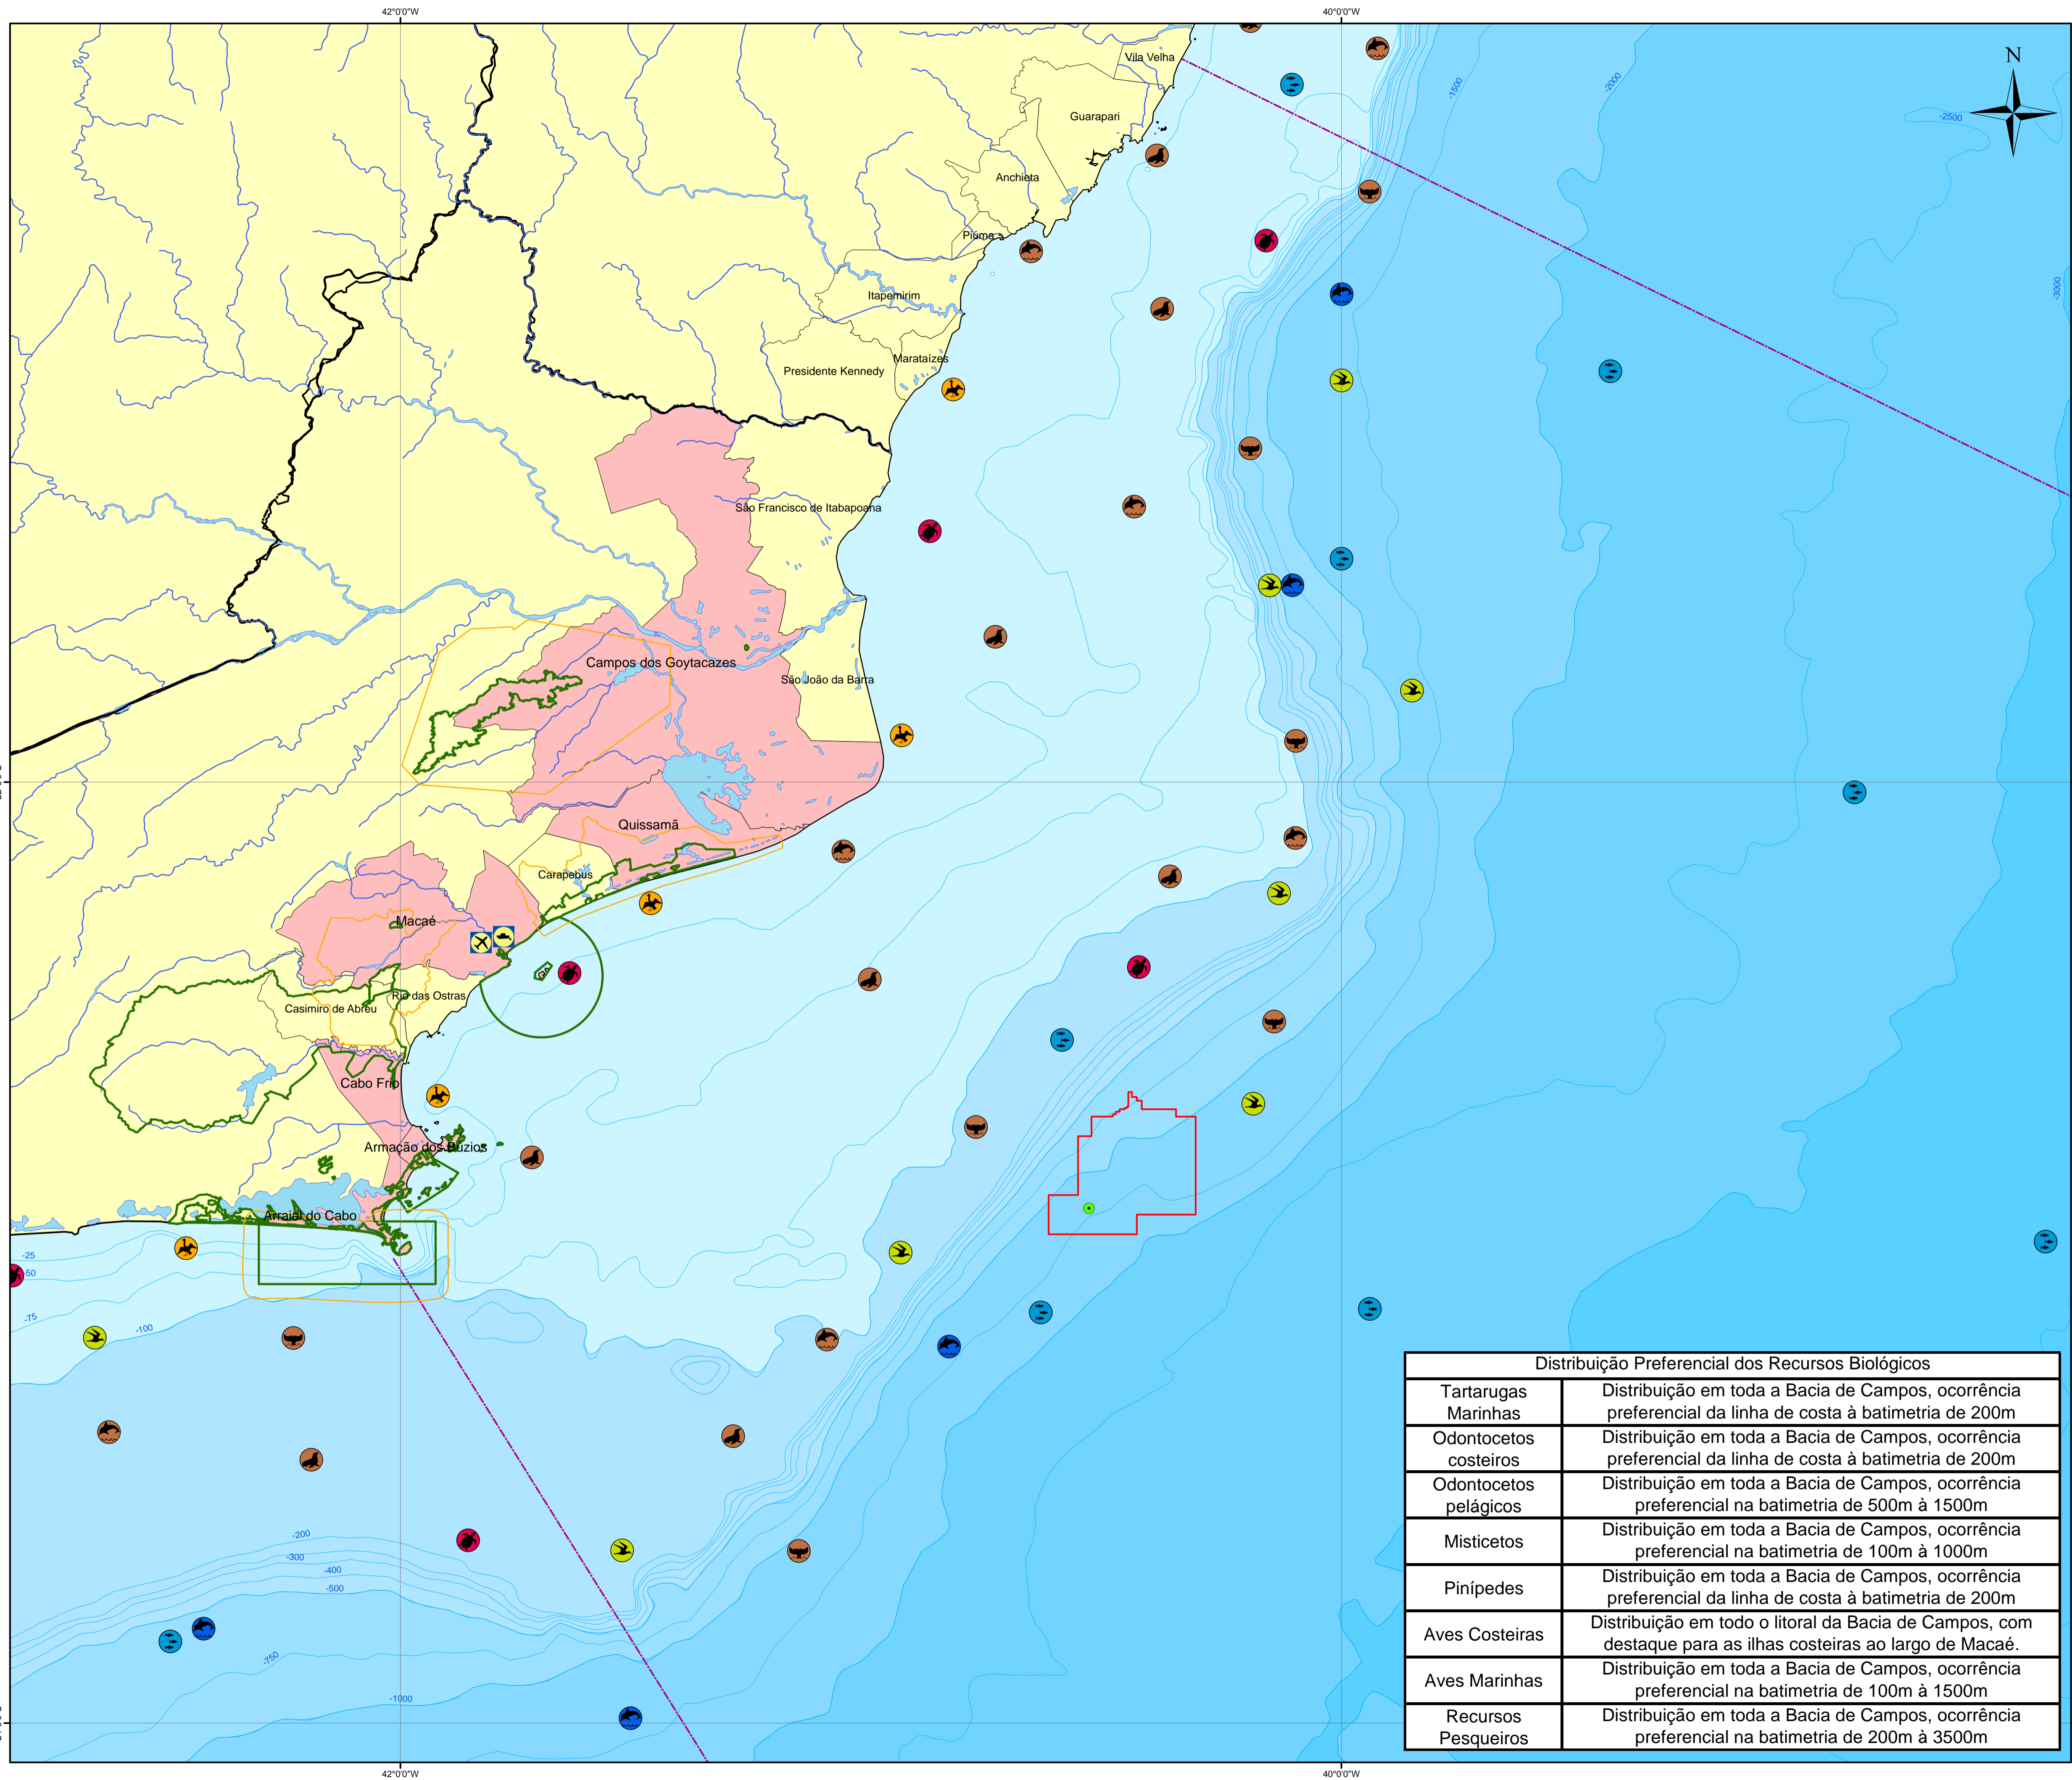 42°0'0"W
40°0'0"W
N
Vila Velha
Guarapari
Anchieta
Piúma
Itapemirim
Marataízes
Presidente Kennedy
São Francisco de Itabapoana
Campos dos Goytacazes
São João da Barra
Quissamã
Carapebus
Macaé
Rio das Ostras
Casimiro de Abreu
Cabo Frio
Armação dos Búzios
Arraial do Cabo
-1500
-2000
-2500
-3000
-25
-50
-75
-100
-200
-300
-400
-500
-750
-1000
Distribuição Preferencial dos Recursos Biológicos
Tartarugas
Marinhas
Distribuição em toda a Bacia de Campos, ocorrência
preferencial da linha de costa à batimetria de 200m
Odontocetos
costeiros
Distribuição em toda a Bacia de Campos, ocorrência
preferencial da linha de costa à batimetria de 200m
Odontocetos
pelágicos
Distribuição em toda a Bacia de Campos, ocorrência
preferencial na batimetria de 500m à 1500m
Misticetos
Distribuição em toda a Bacia de Campos, ocorrência
preferencial na batimetria de 100m à 1000m
Pinípedes
Distribuição em toda a Bacia de Campos, ocorrência
preferencial da linha de costa à batimetria de 200m
Aves Costeiras
Distribuição em todo o litoral da Bacia de Campos, com
destaque para as ilhas costeiras ao largo de Macaé.
Aves Marinhas
Distribuição em toda a Bacia de Campos, ocorrência
preferencial na batimetria de 100m à 1500m
Recursos
Pesqueiros
Distribuição em toda a Bacia de Campos, ocorrência
preferencial na batimetria de 200m à 3500m
42°0'0"W
40°0'0"W